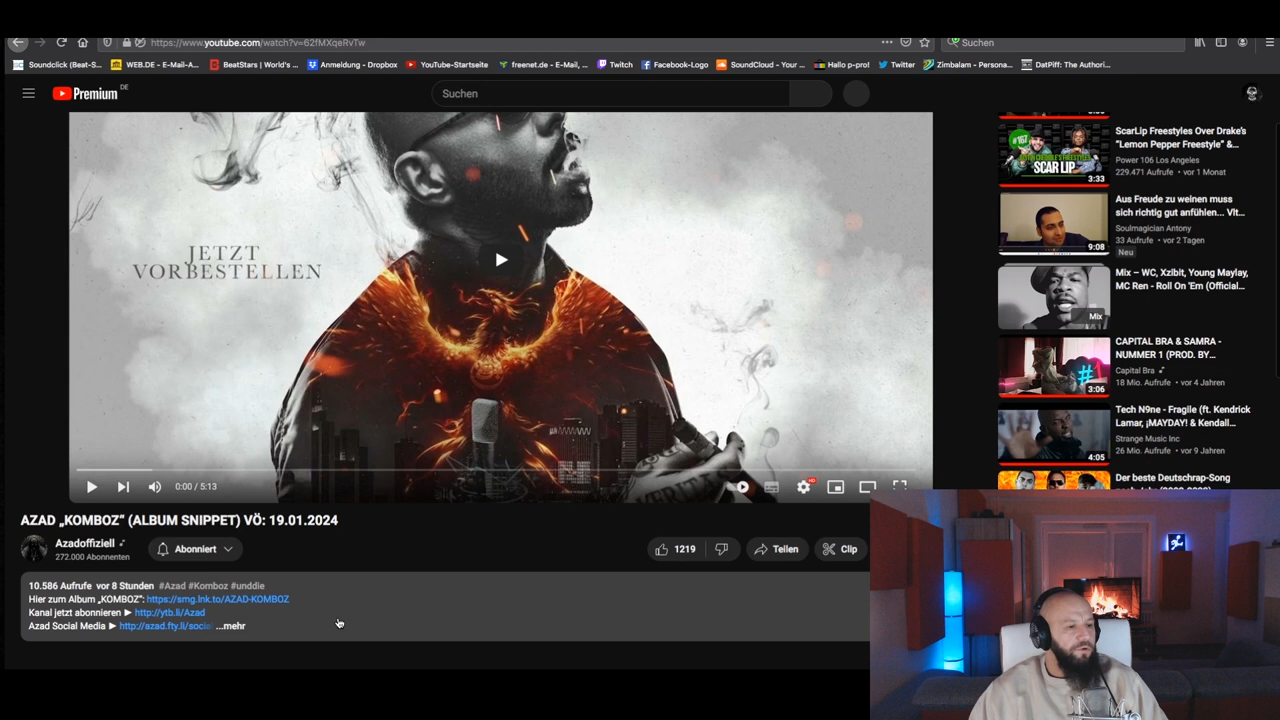 https://www.youtube.com/watch?v=62fMXqeRvTw
Suchen
Soundclick (Beat-S... WEB.DE - E-Mail-A... BeatStars | World's ... Anmeldung - Dropbox YouTube-Startseite freenet.de - E-Mail, ... Twitch Facebook-Logo SoundCloud - Your ... Hallo p-pro! Twitter Zimbalam - Persona... DatPiff: The Authori...
Premium DE
Suchen
JETZT
VORBESTELLEN
VERITAS
0:00 / 5:13
HD
AZAD „KOMBOZ“ (ALBUM SNIPPET) VÖ: 19.01.2024
Azadoffiziell
272.000 Abonnenten
Abonniert
1219
Teilen
Clip
10.586 Aufrufe vor 8 Stunden #Azad #Komboz #unddie
Hier zum Album „KOMBOZ“: https://smg.lnk.to/AZAD-KOMBOZ
Kanal jetzt abonnieren ► http://ytb.li/Azad
Azad Social Media ► http://azad.fty.li/socia ...mehr
#167
SCAR LIP
3:33
ScarLip Freestyles Over Drake's
"Lemon Pepper Freestyle" &...
Power 106 Los Angeles
229.471 Aufrufe • vor 1 Monat
9:08
Aus Freude zu weinen muss
sich richtig gut anfühlen... Vit...
Soulmagician Antony
33 Aufrufe • vor 2 Tagen
Neu
Mix
Mix – WC, Xzibit, Young Maylay,
MC Ren - Roll On 'Em (Official...
#
3:06
CAPITAL BRA & SAMRA -
NUMMER 1 (PROD. BY...
Capital Bra
18 Mio. Aufrufe • vor 4 Jahren
4:05
Tech N9ne - Fragile (ft. Kendrick
Lamar, ¡MAYDAY! & Kendall...
Strange Music Inc
26 Mio. Aufrufe • vor 9 Jahren
Der beste Deutschrap-Song